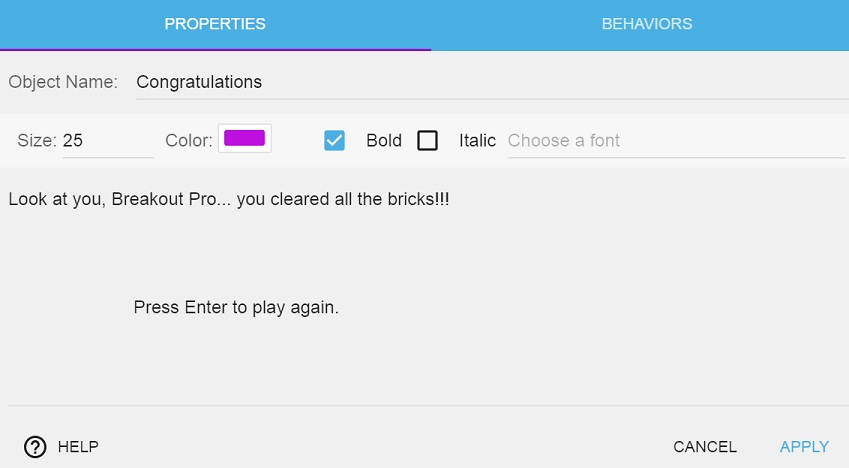 PROPERTIES BEHAVIORS
Object Name: Congratulations
Size: 25 Color: Bold Italic Choose a font
Look at you, Breakout Pro... you cleared all the bricks!!!
Press Enter to play again.
HELP CANCEL APPLY